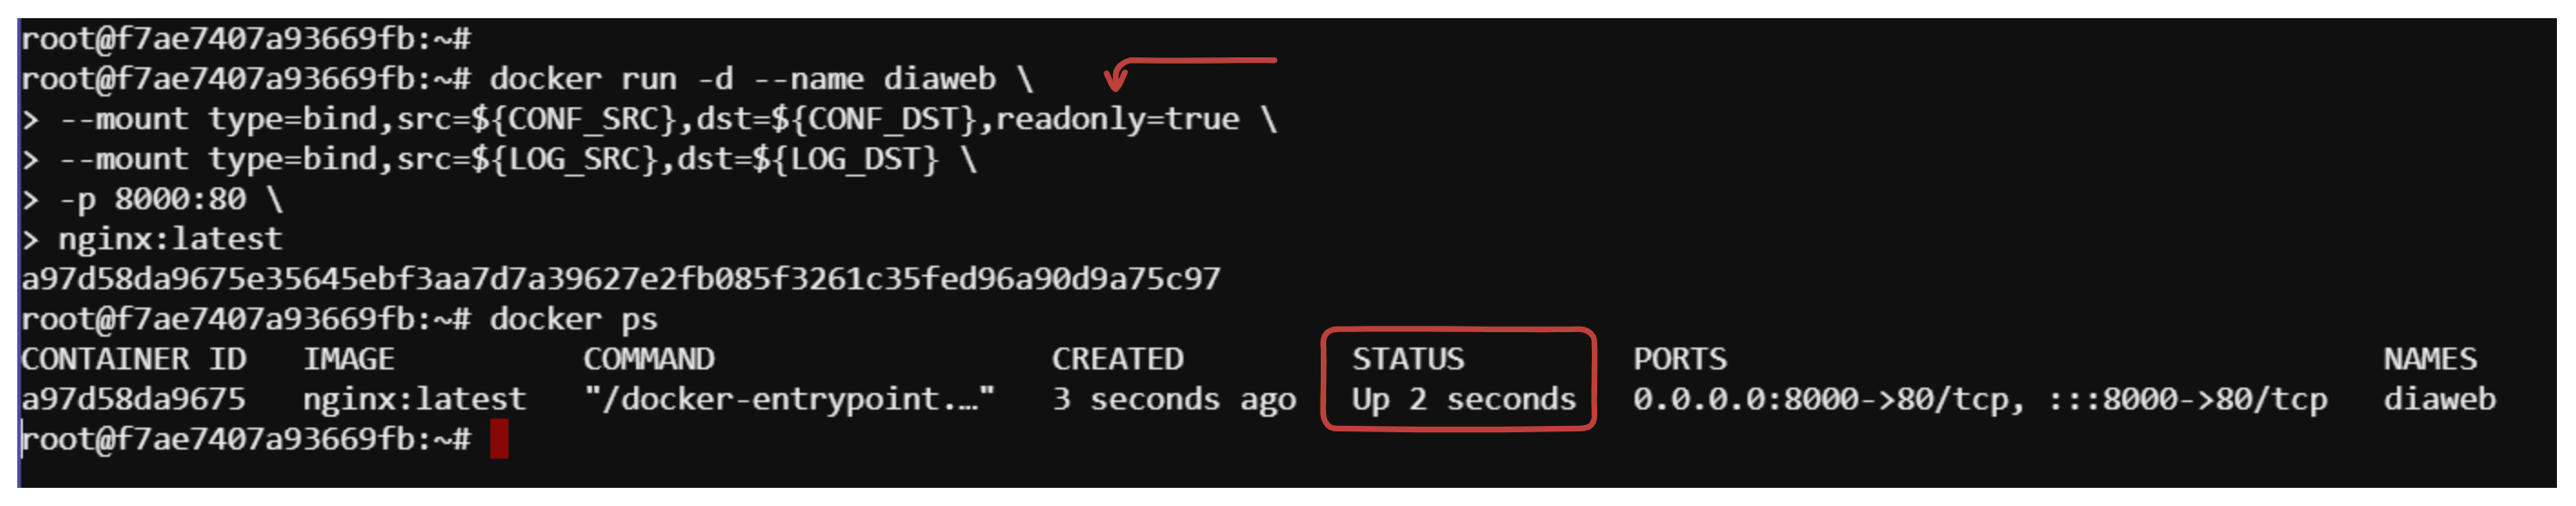 root@f7ae7407a93669fb:~#
root@f7ae7407a93669fb:~# docker run -d --name diaweb \
> --mount type=bind,src=${CONF_SRC},dst=${CONF_DST},readonly=true \
> --mount type=bind,src=${LOG_SRC},dst=${LOG_DST} \
> -p 8000:80 \
> nginx:latest
a97d58da9675e35645ebf3aa7d7a39627e2fb085f3261c35fed96a90d9a75c97
root@f7ae7407a93669fb:~# docker ps
CONTAINER ID   IMAGE          COMMAND                  CREATED         STATUS         PORTS                                   NAMES
a97d58da9675   nginx:latest   "/docker-entrypoint.…"   3 seconds ago   Up 2 seconds   0.0.0.0:8000->80/tcp, :::8000->80/tcp   diaweb
root@f7ae7407a93669fb:~#